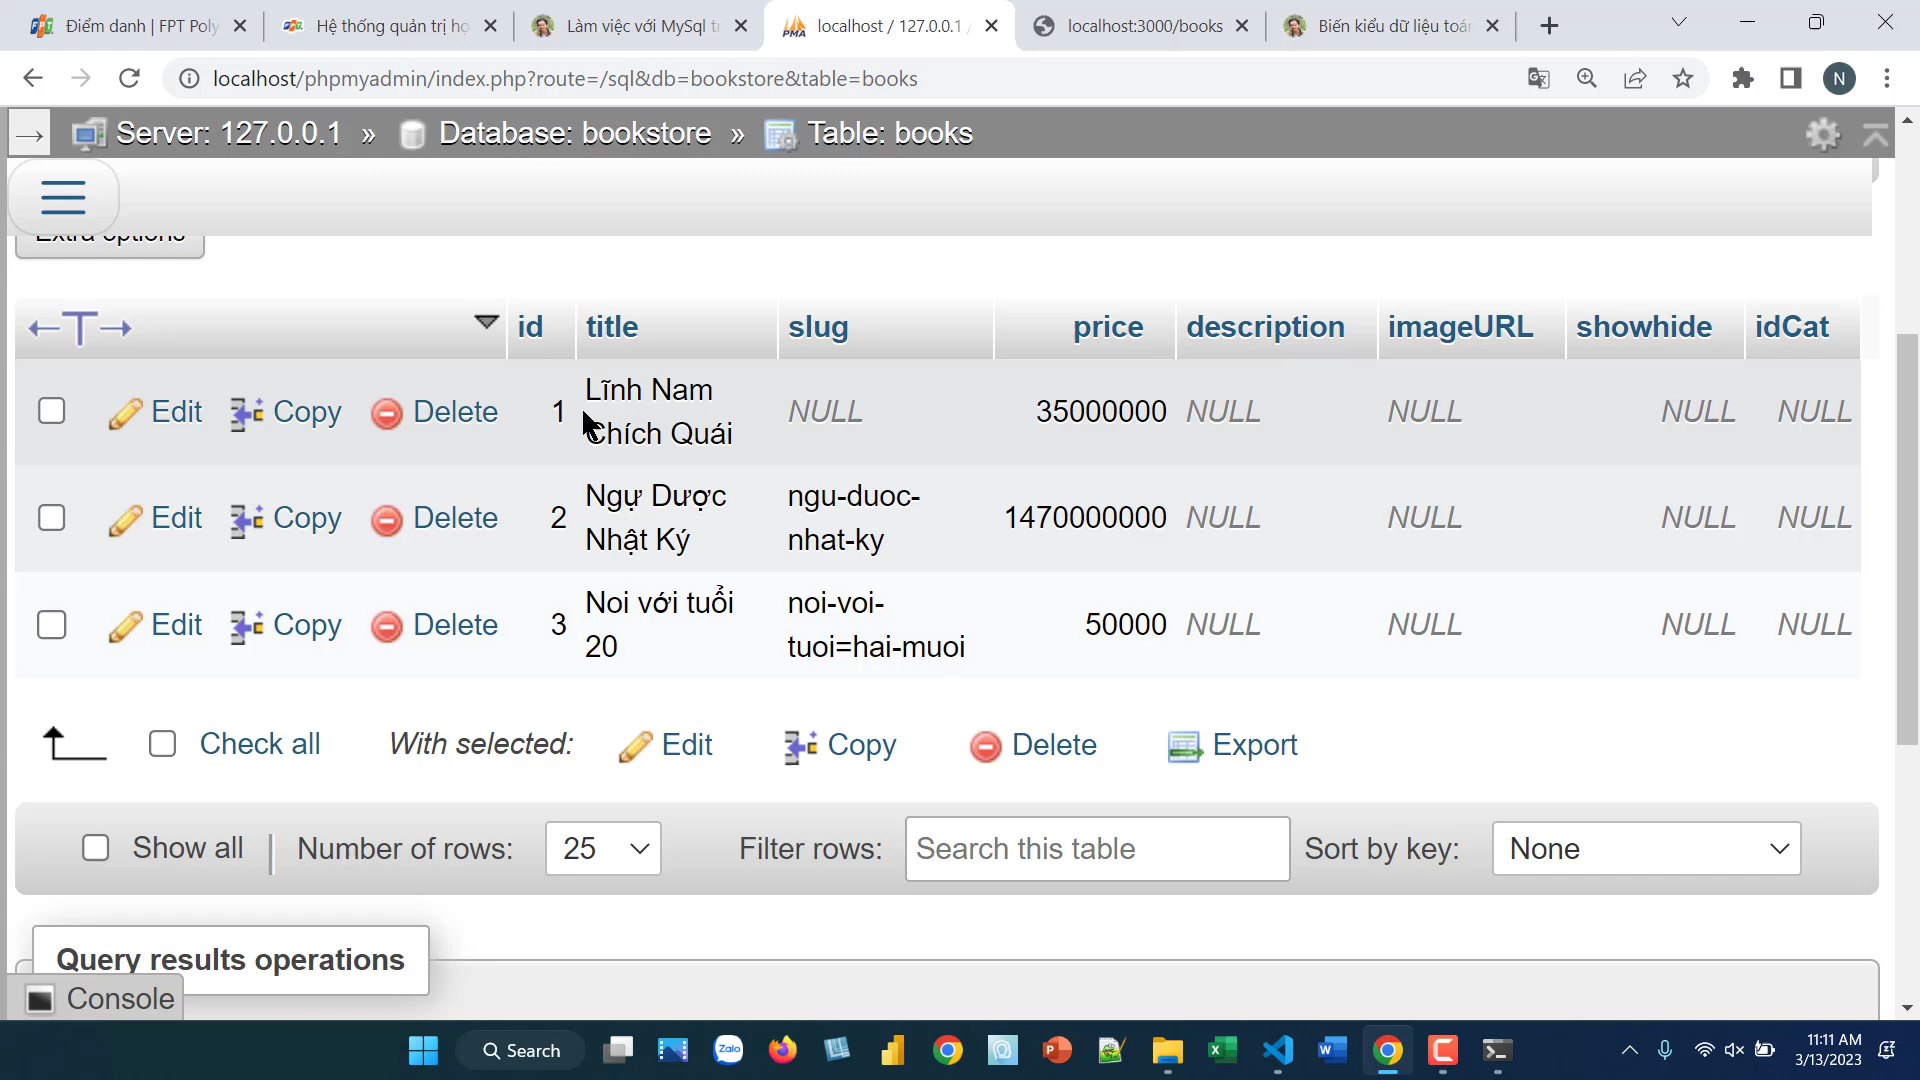 Điểm danh | FPT Poly
Hệ thống quản trị họ
Làm việc với MySql t
localhost / 127.0.0.1
localhost:3000/books
Biến kiểu dữ liệu toán
localhost/phpmyadmin/index.php?route=/sql&db=bookstore&table=books
N
Server: 127.0.0.1 » Database: bookstore » Table: books
Extra options
id title slug price description imageURL showhide idCat
Edit Copy Delete 1 Lĩnh Nam Chích Quái NULL 35000000 NULL NULL NULL NULL
Edit Copy Delete 2 Ngự Dược Nhật Ký ngu-duoc-nhat-ky 1470000000 NULL NULL NULL NULL
Edit Copy Delete 3 Noi với tuổi 20 noi-voi-tuoi=hai-muoi 50000 NULL NULL NULL NULL
Check all With selected: Edit Copy Delete Export
Show all Number of rows: 25 Filter rows: Search this table Sort by key: None
Query results operations
Console
Search
Zalo
11:11 AM
3/13/2023